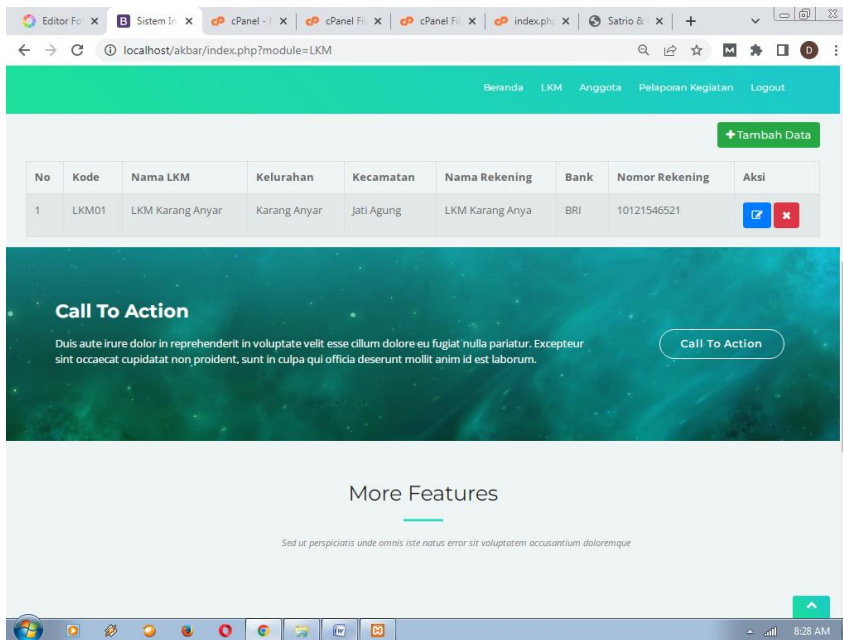 Editor Fo
Sistem In
cPanel -
cPanel Fi
cPanel Fi
index.ph
Satrio &
localhost/akbar/index.php?module=LKM
M
D
Beranda LKM Anggota Pelaporan Kegiatan Logout
+Tambah Data
No Kode Nama LKM Kelurahan Kecamatan Nama Rekening Bank Nomor Rekening Aksi
1 LKM01 LKM Karang Anyar Karang Anyar Jati Agung LKM Karang Anya BRI 10121546521
Call To Action
Duis aute irure dolor in reprehenderit in voluptate velit esse cillum dolore eu fugiat nulla pariatur. Excepteur
sint occaecat cupidatat non proident, sunt in culpa qui officia deserunt mollit anim id est laborum.
Call To Action
More Features
Sed ut perspiciatis unde omnis iste natus error sit voluptatem accusantium doloremque
8:28 AM